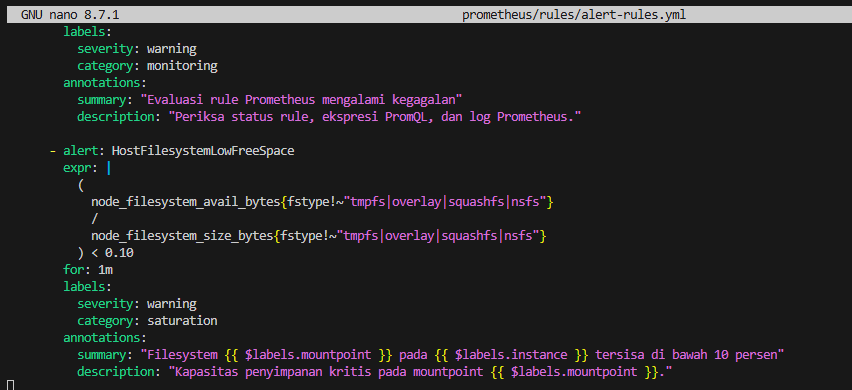 GNU nano 8.7.1 prometheus/rules/alert-rules.yml
labels:
severity: warning
category: monitoring
annotations:
summary: "Evaluasi rule Prometheus mengalami kegagalan"
description: "Periksa status rule, ekspresi PromQL, dan log Prometheus."
- alert: HostFilesystemLowFreeSpace
expr: |
(
node_filesystem_avail_bytes{fstype!~"tmpfs|overlay|squashfs|nsfs"}
/
node_filesystem_size_bytes{fstype!~"tmpfs|overlay|squashfs|nsfs"}
) < 0.10
for: 1m
labels:
severity: warning
category: saturation
annotations:
summary: "Filesystem {{ $labels.mountpoint }} pada {{ $labels.instance }} tersisa di bawah 10 persen"
description: "Kapasitas penyimpanan kritis pada mountpoint {{ $labels.mountpoint }}."